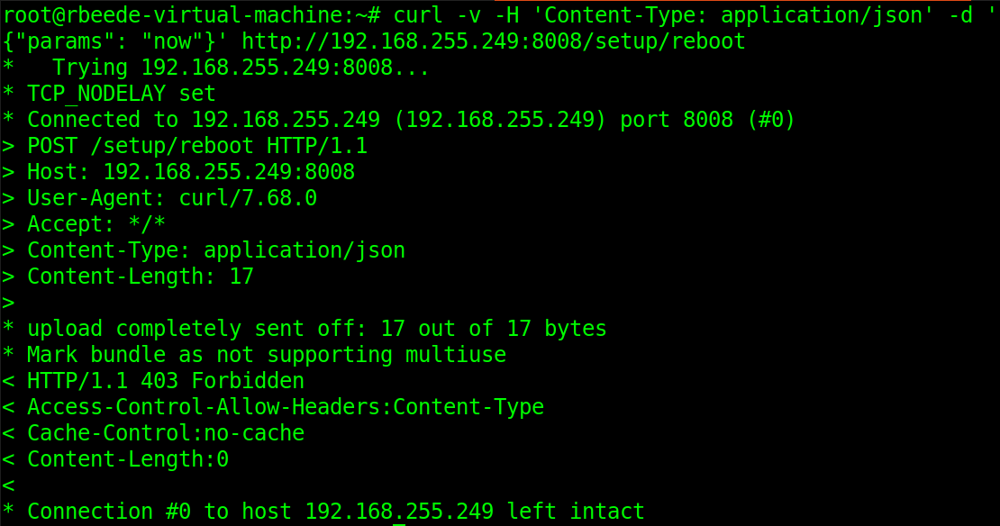 root@rbeede-virtual-machine:~# curl -v -H 'Content-Type: application/json' -d '
{"params": "now"}' http://192.168.255.249:8008/setup/reboot
*   Trying 192.168.255.249:8008...
* TCP_NODELAY set
* Connected to 192.168.255.249 (192.168.255.249) port 8008 (#0)
> POST /setup/reboot HTTP/1.1
> Host: 192.168.255.249:8008
> User-Agent: curl/7.68.0
> Accept: */*
> Content-Type: application/json
> Content-Length: 17
>
* upload completely sent off: 17 out of 17 bytes
* Mark bundle as not supporting multiuse
< HTTP/1.1 403 Forbidden
< Access-Control-Allow-Headers:Content-Type
< Cache-Control:no-cache
< Content-Length:0
<
* Connection #0 to host 192.168.255.249 left intact